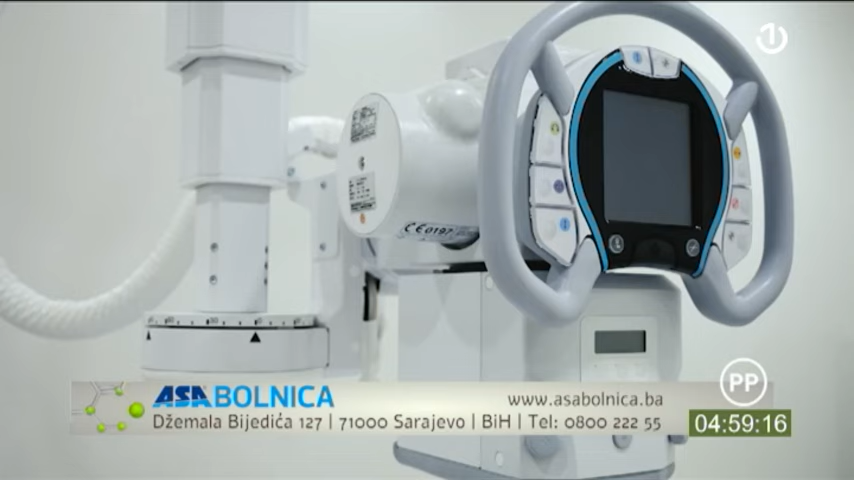 1
CE 0197
ASA BOLNICA
www.asabolnica.ba
Džemala Bijedića 127 | 71000 Sarajevo | BiH | Tel: 0800 222 55
PP
04:59:16